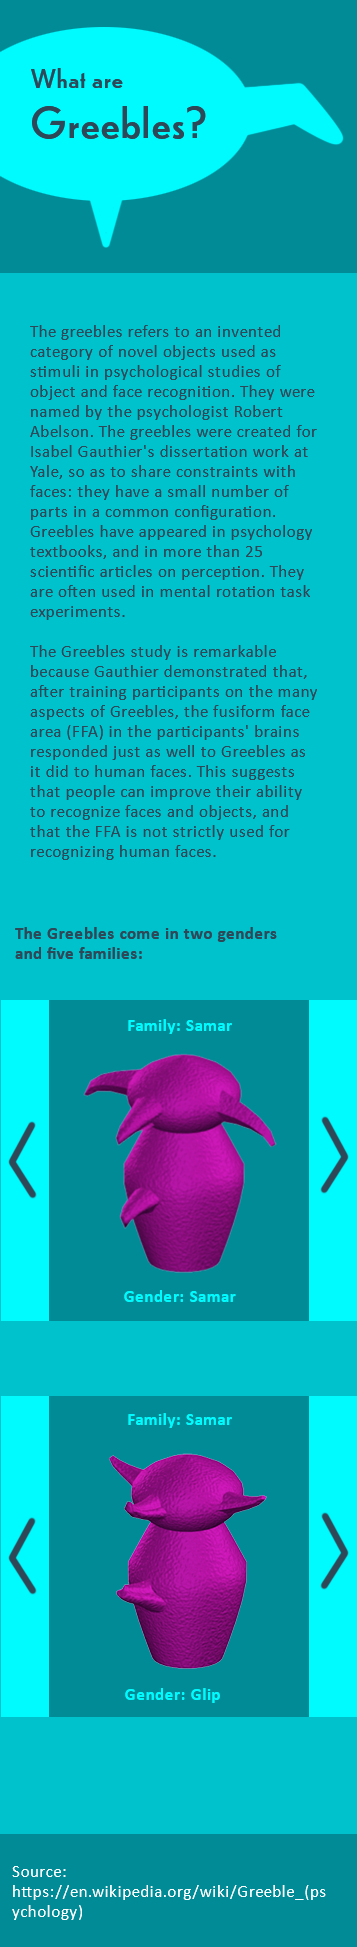 What are
Greebles?
The greebles refers to an invented
category of novel objects used as
stimuli in psychological studies of
object and face recognition. They were
named by the psychologist Robert
Abelson. The greebles were created for
Isabel Gauthier's dissertation work at
Yale, so as to share constraints with
faces: they have a small number of
parts in a common configuration.
Greebles have appeared in psychology
textbooks, and in more than 25
scientific articles on perception. They
are often used in mental rotation task
experiments.
The Greebles study is remarkable
because Gauthier demonstrated that,
after training participants on the many
aspects of Greebles, the fusiform face
area (FFA) in the participants' brains
responded just as well to Greebles as
it did to human faces. This suggests
that people can improve their ability
to recognize faces and objects, and
that the FFA is not strictly used for
recognizing human faces.
The Greebles come in two genders
and five families:
Family: Samar
Gender: Samar
Family: Samar
Gender: Glip
Source:
https://en.wikipedia.org/wiki/Greeble_(ps
ychology)